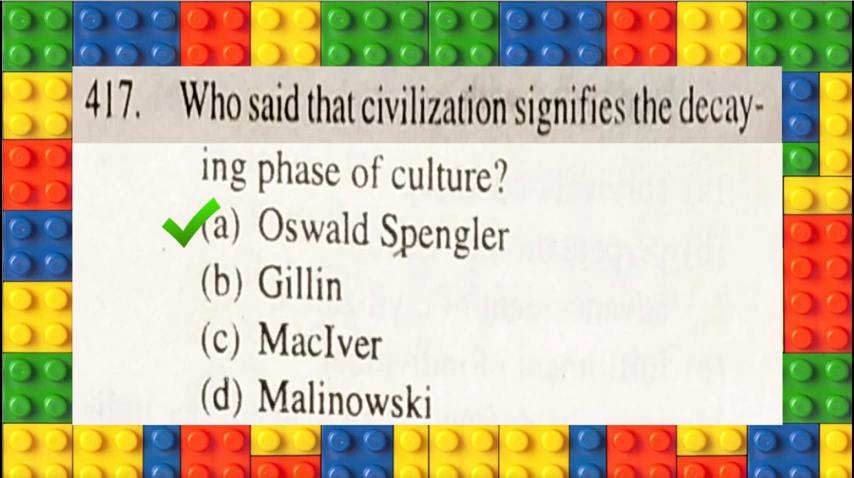 417. Who said that civilization signifies the decay-
ing phase of culture?
(a) Oswald Spengler
(b) Gillin
(c) MacIver
(d) Malinowski